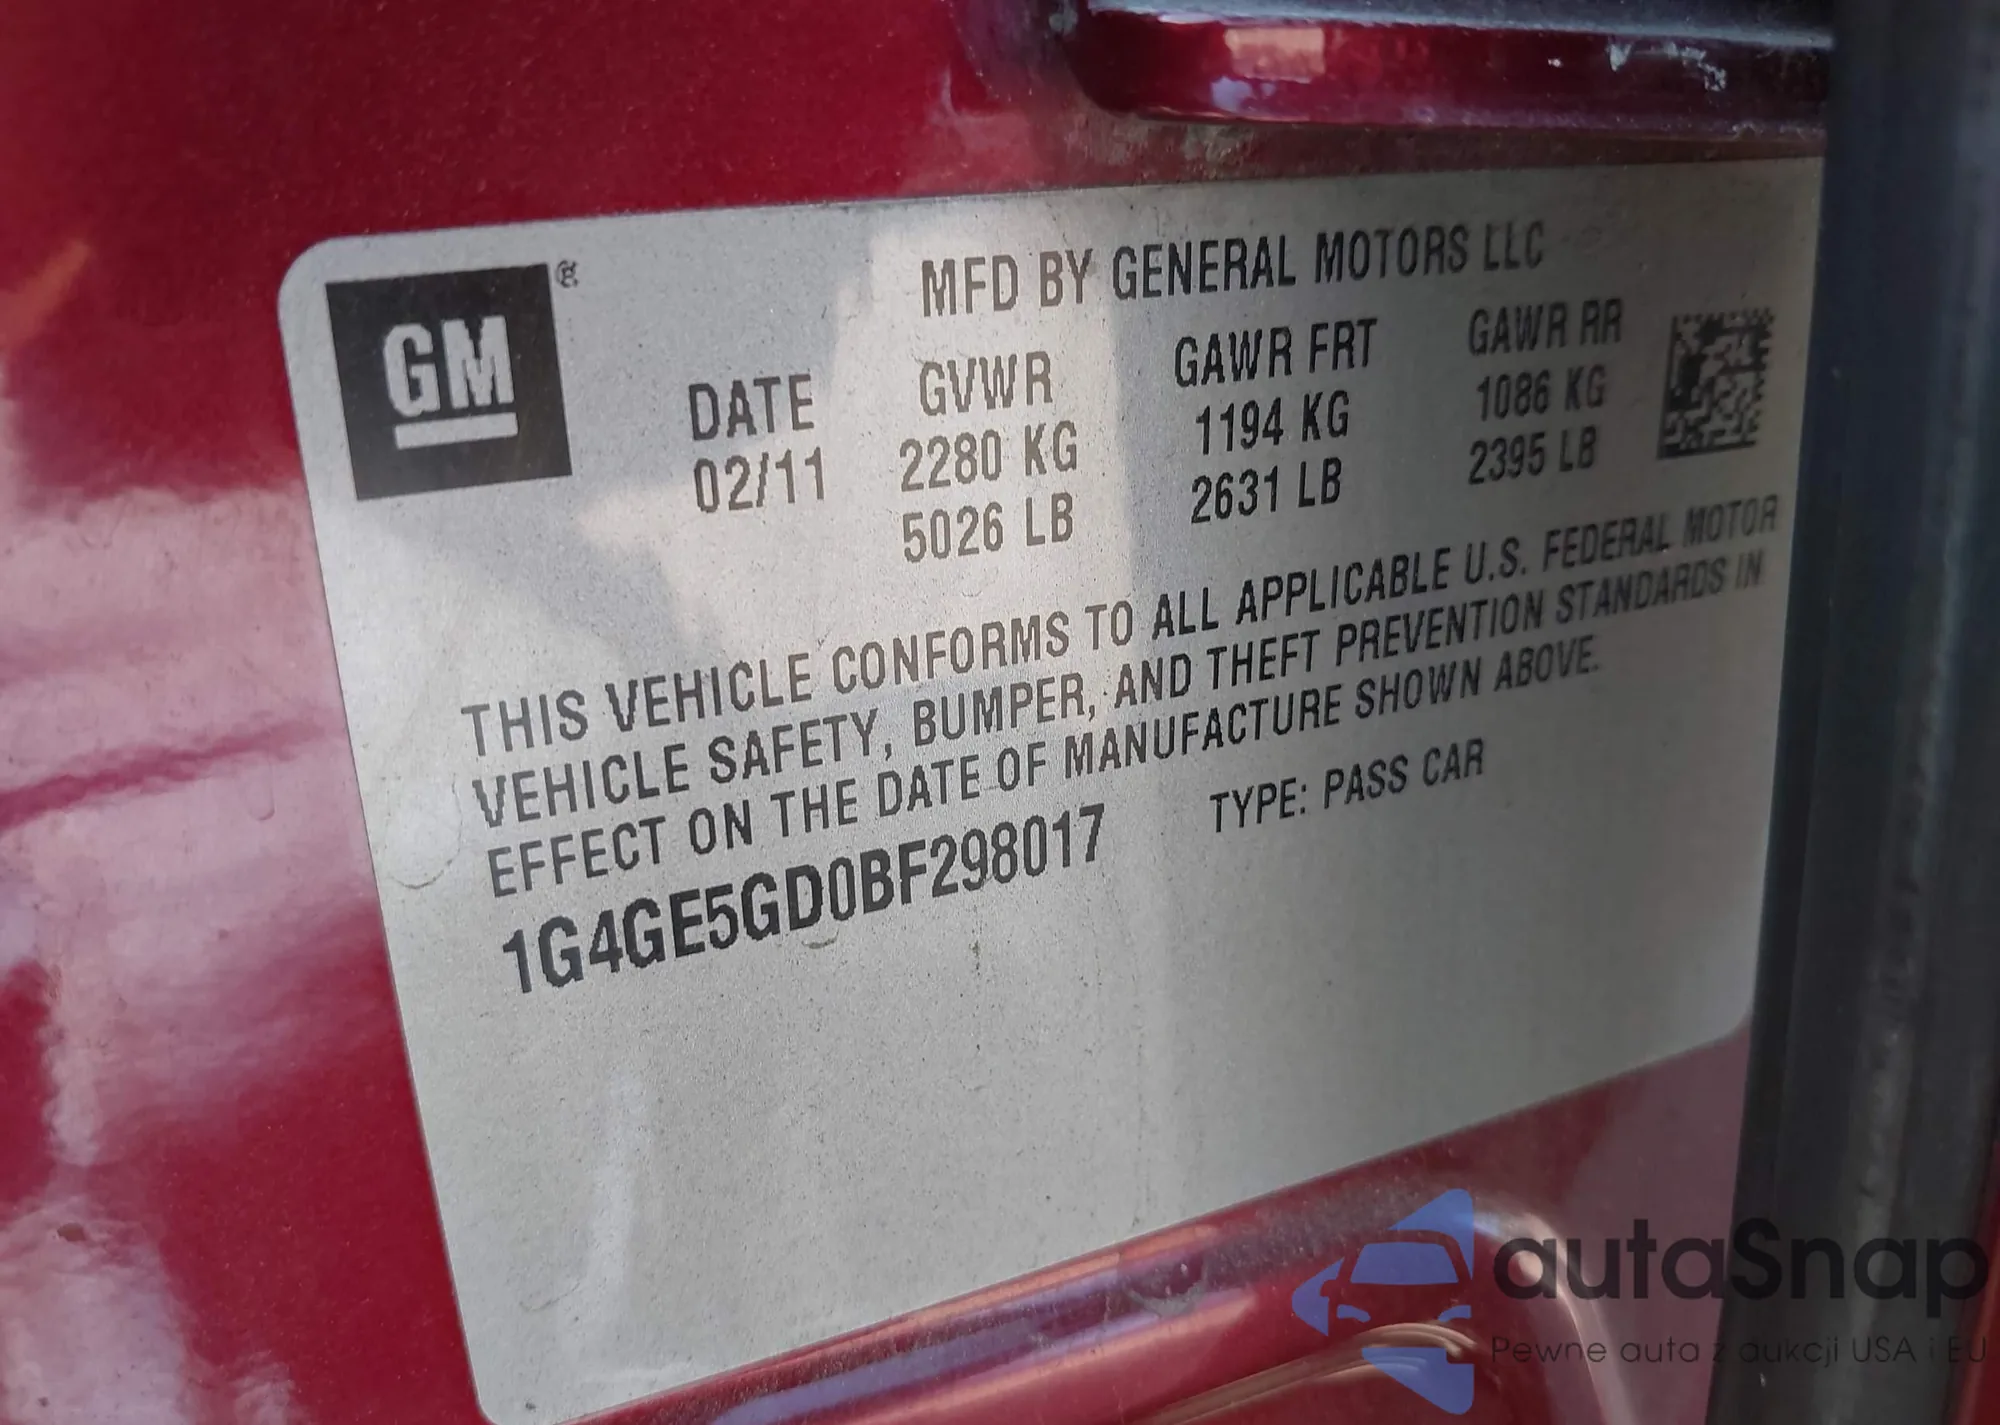 GM ®
MFD BY GENERAL MOTORS LLC
DATE GVWR GAWR FRT GAWR RR
02/11 2280 KG 1194 KG 1086 KG
5026 LB 2631 LB 2395 LB
THIS VEHICLE CONFORMS TO ALL APPLICABLE U.S. FEDERAL MOTOR
VEHICLE SAFETY, BUMPER, AND THEFT PREVENTION STANDARDS IN
EFFECT ON THE DATE OF MANUFACTURE SHOWN ABOVE.
1G4GE5GD0BF298017 TYPE: PASS CAR
autaSnap
Pewne auta z aukcji USA i EU